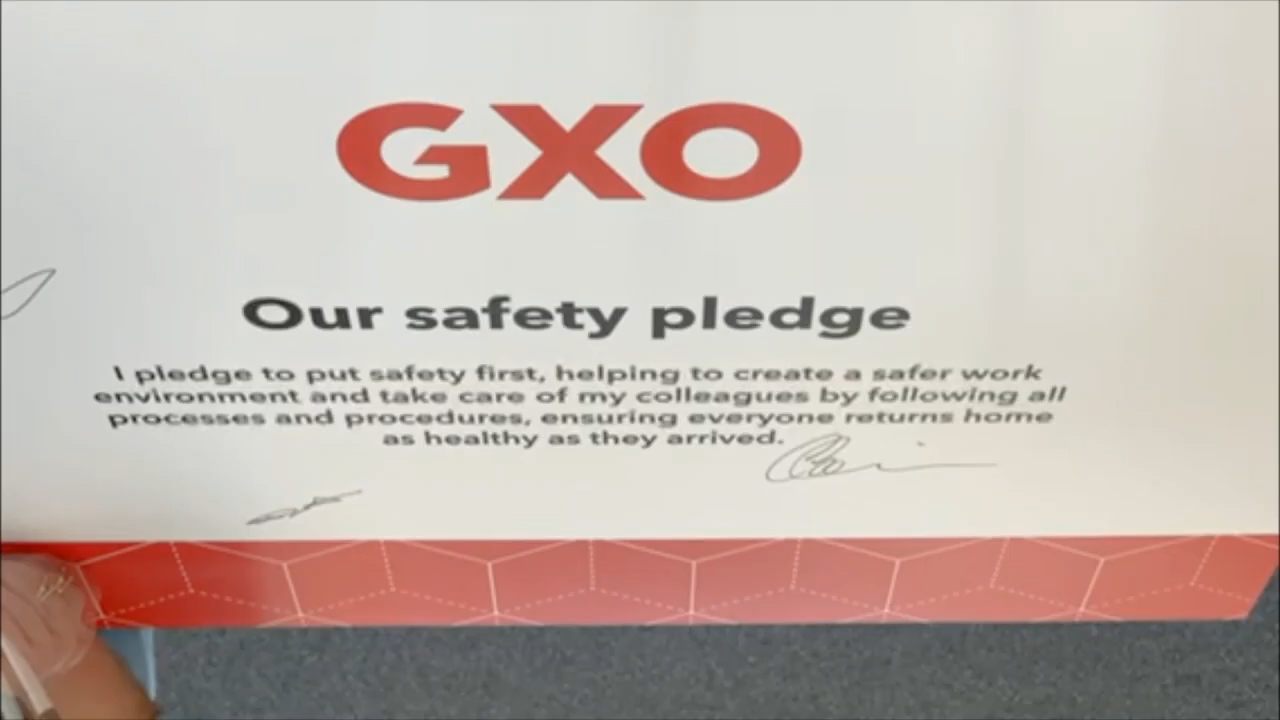 GXO
Our safety pledge
I pledge to put safety first, helping to create a safer work
environment and take care of my colleagues by following all
processes and procedures, ensuring everyone returns home
as healthy as they arrived.